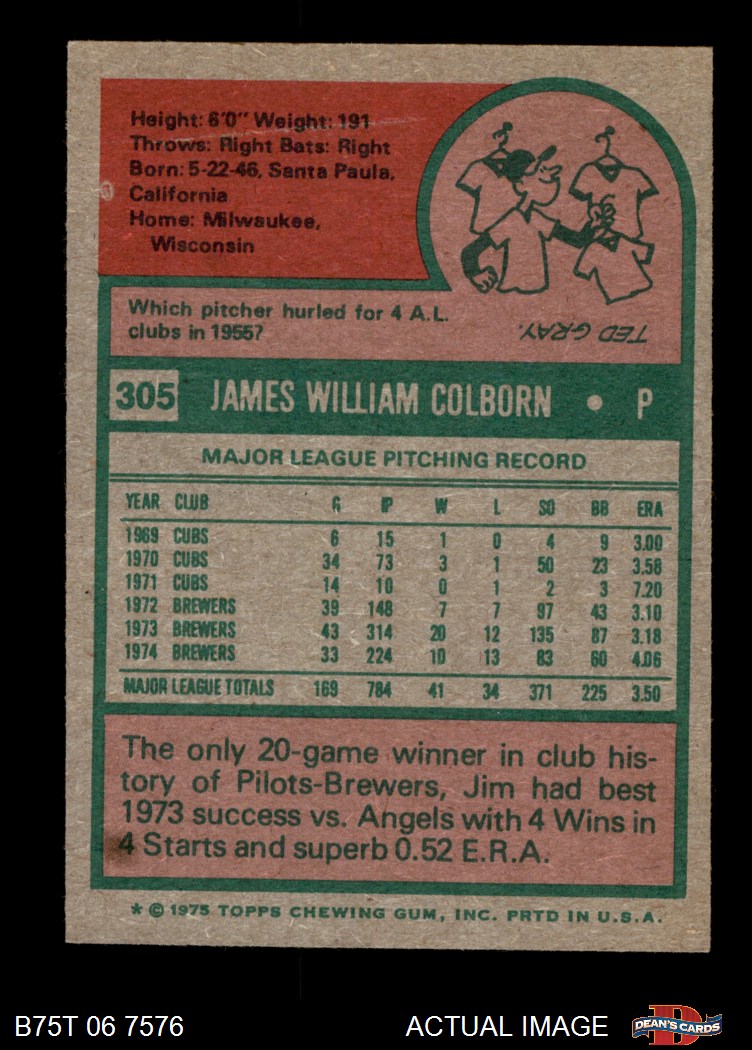 Height: 6'0" Weight: 191
Throws: Right Bats: Right
Born: 5-22-46, Santa Paula,
California
Home: Milwaukee,
Wisconsin
Which pitcher hurled for 4 A.L.
clubs in 1955?
TED GRAY.
305 JAMES WILLIAM COLBORN • P
MAJOR LEAGUE PITCHING RECORD
YEAR CLUB G IP W L SO BB ERA
1969 CUBS 6 15 1 0 4 9 3.00
1970 CUBS 34 73 3 1 50 23 3.58
1971 CUBS 14 10 0 1 2 3 7.20
1972 BREWERS 39 148 7 7 97 43 3.10
1973 BREWERS 43 314 20 12 135 87 3.18
1974 BREWERS 33 224 10 13 83 60 4.06
MAJOR LEAGUE TOTALS 169 784 41 34 371 225 3.50
The only 20-game winner in club his-
tory of Pilots-Brewers, Jim had best
1973 success vs. Angels with 4 Wins in
4 Starts and superb 0.52 E.R.A.
* © 1975 TOPPS CHEWING GUM, INC. PRTD IN U.S.A.
B75T 06 7576 ACTUAL IMAGE DEAN'S CARDS